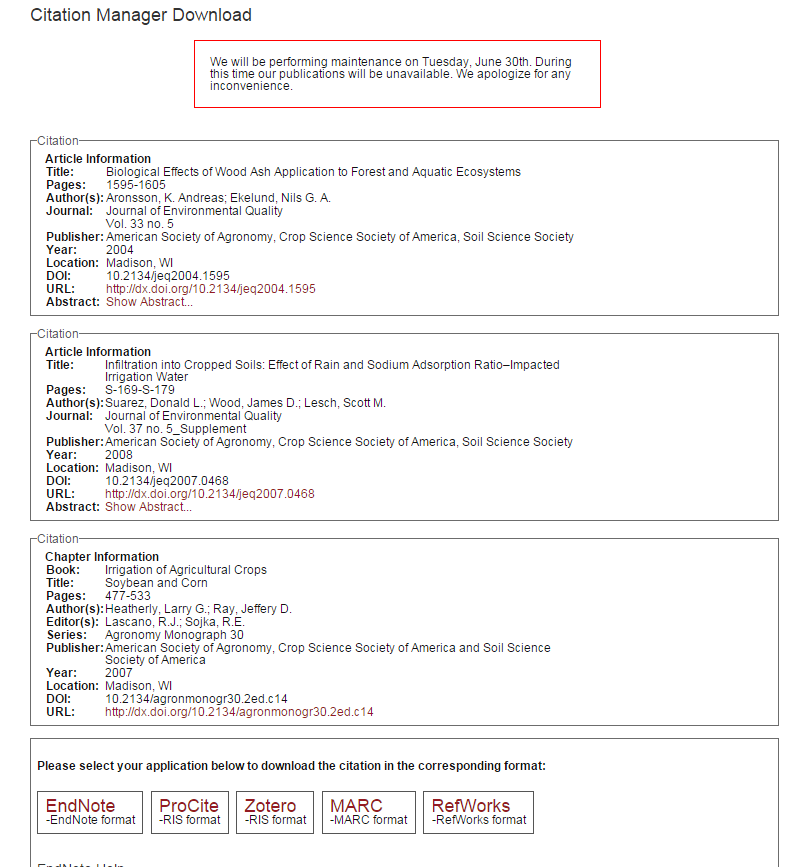 Citation Manager Download
We will be performing maintenance on Tuesday, June 30th. During
this time our publications will be unavailable. We apologize for any
inconvenience.
Citation
Article Information
Title: Biological Effects of Wood Ash Application to Forest and Aquatic Ecosystems
Pages: 1595-1605
Author(s): Aronsson, K. Andreas; Ekelund, Nils G. A.
Journal: Journal of Environmental Quality
Vol. 33 no. 5
Publisher: American Society of Agronomy, Crop Science Society of America, Soil Science Society
Year: 2004
Location: Madison, WI
DOI: 10.2134/jeq2004.1595
URL: http://dx.doi.org/10.2134/jeq2004.1595
Abstract: Show Abstract...
Citation
Article Information
Title: Infiltration into Cropped Soils: Effect of Rain and Sodium Adsorption Ratio–Impacted
Irrigation Water
Pages: S-169-S-179
Author(s): Suarez, Donald L.; Wood, James D.; Lesch, Scott M.
Journal: Journal of Environmental Quality
Vol. 37 no. 5_Supplement
Publisher: American Society of Agronomy, Crop Science Society of America, Soil Science Society
Year: 2008
Location: Madison, WI
DOI: 10.2134/jeq2007.0468
URL: http://dx.doi.org/10.2134/jeq2007.0468
Abstract: Show Abstract...
Citation
Chapter Information
Book: Irrigation of Agricultural Crops
Title: Soybean and Corn
Pages: 477-533
Author(s): Heatherly, Larry G.; Ray, Jeffery D.
Editor(s): Lascano, R.J.; Sojka, R.E.
Series: Agronomy Monograph 30
Publisher: American Society of Agronomy, Crop Science Society of America and Soil Science
Society of America
Year: 2007
Location: Madison, WI
DOI: 10.2134/agronmonogr30.2ed.c14
URL: http://dx.doi.org/10.2134/agronmonogr30.2ed.c14
Please select your application below to download the citation in the corresponding format:
EndNote ProCite Zotero MARC RefWorks
-EndNote format -RIS format -RIS format -MARC format -RefWorks format
EndNote Help